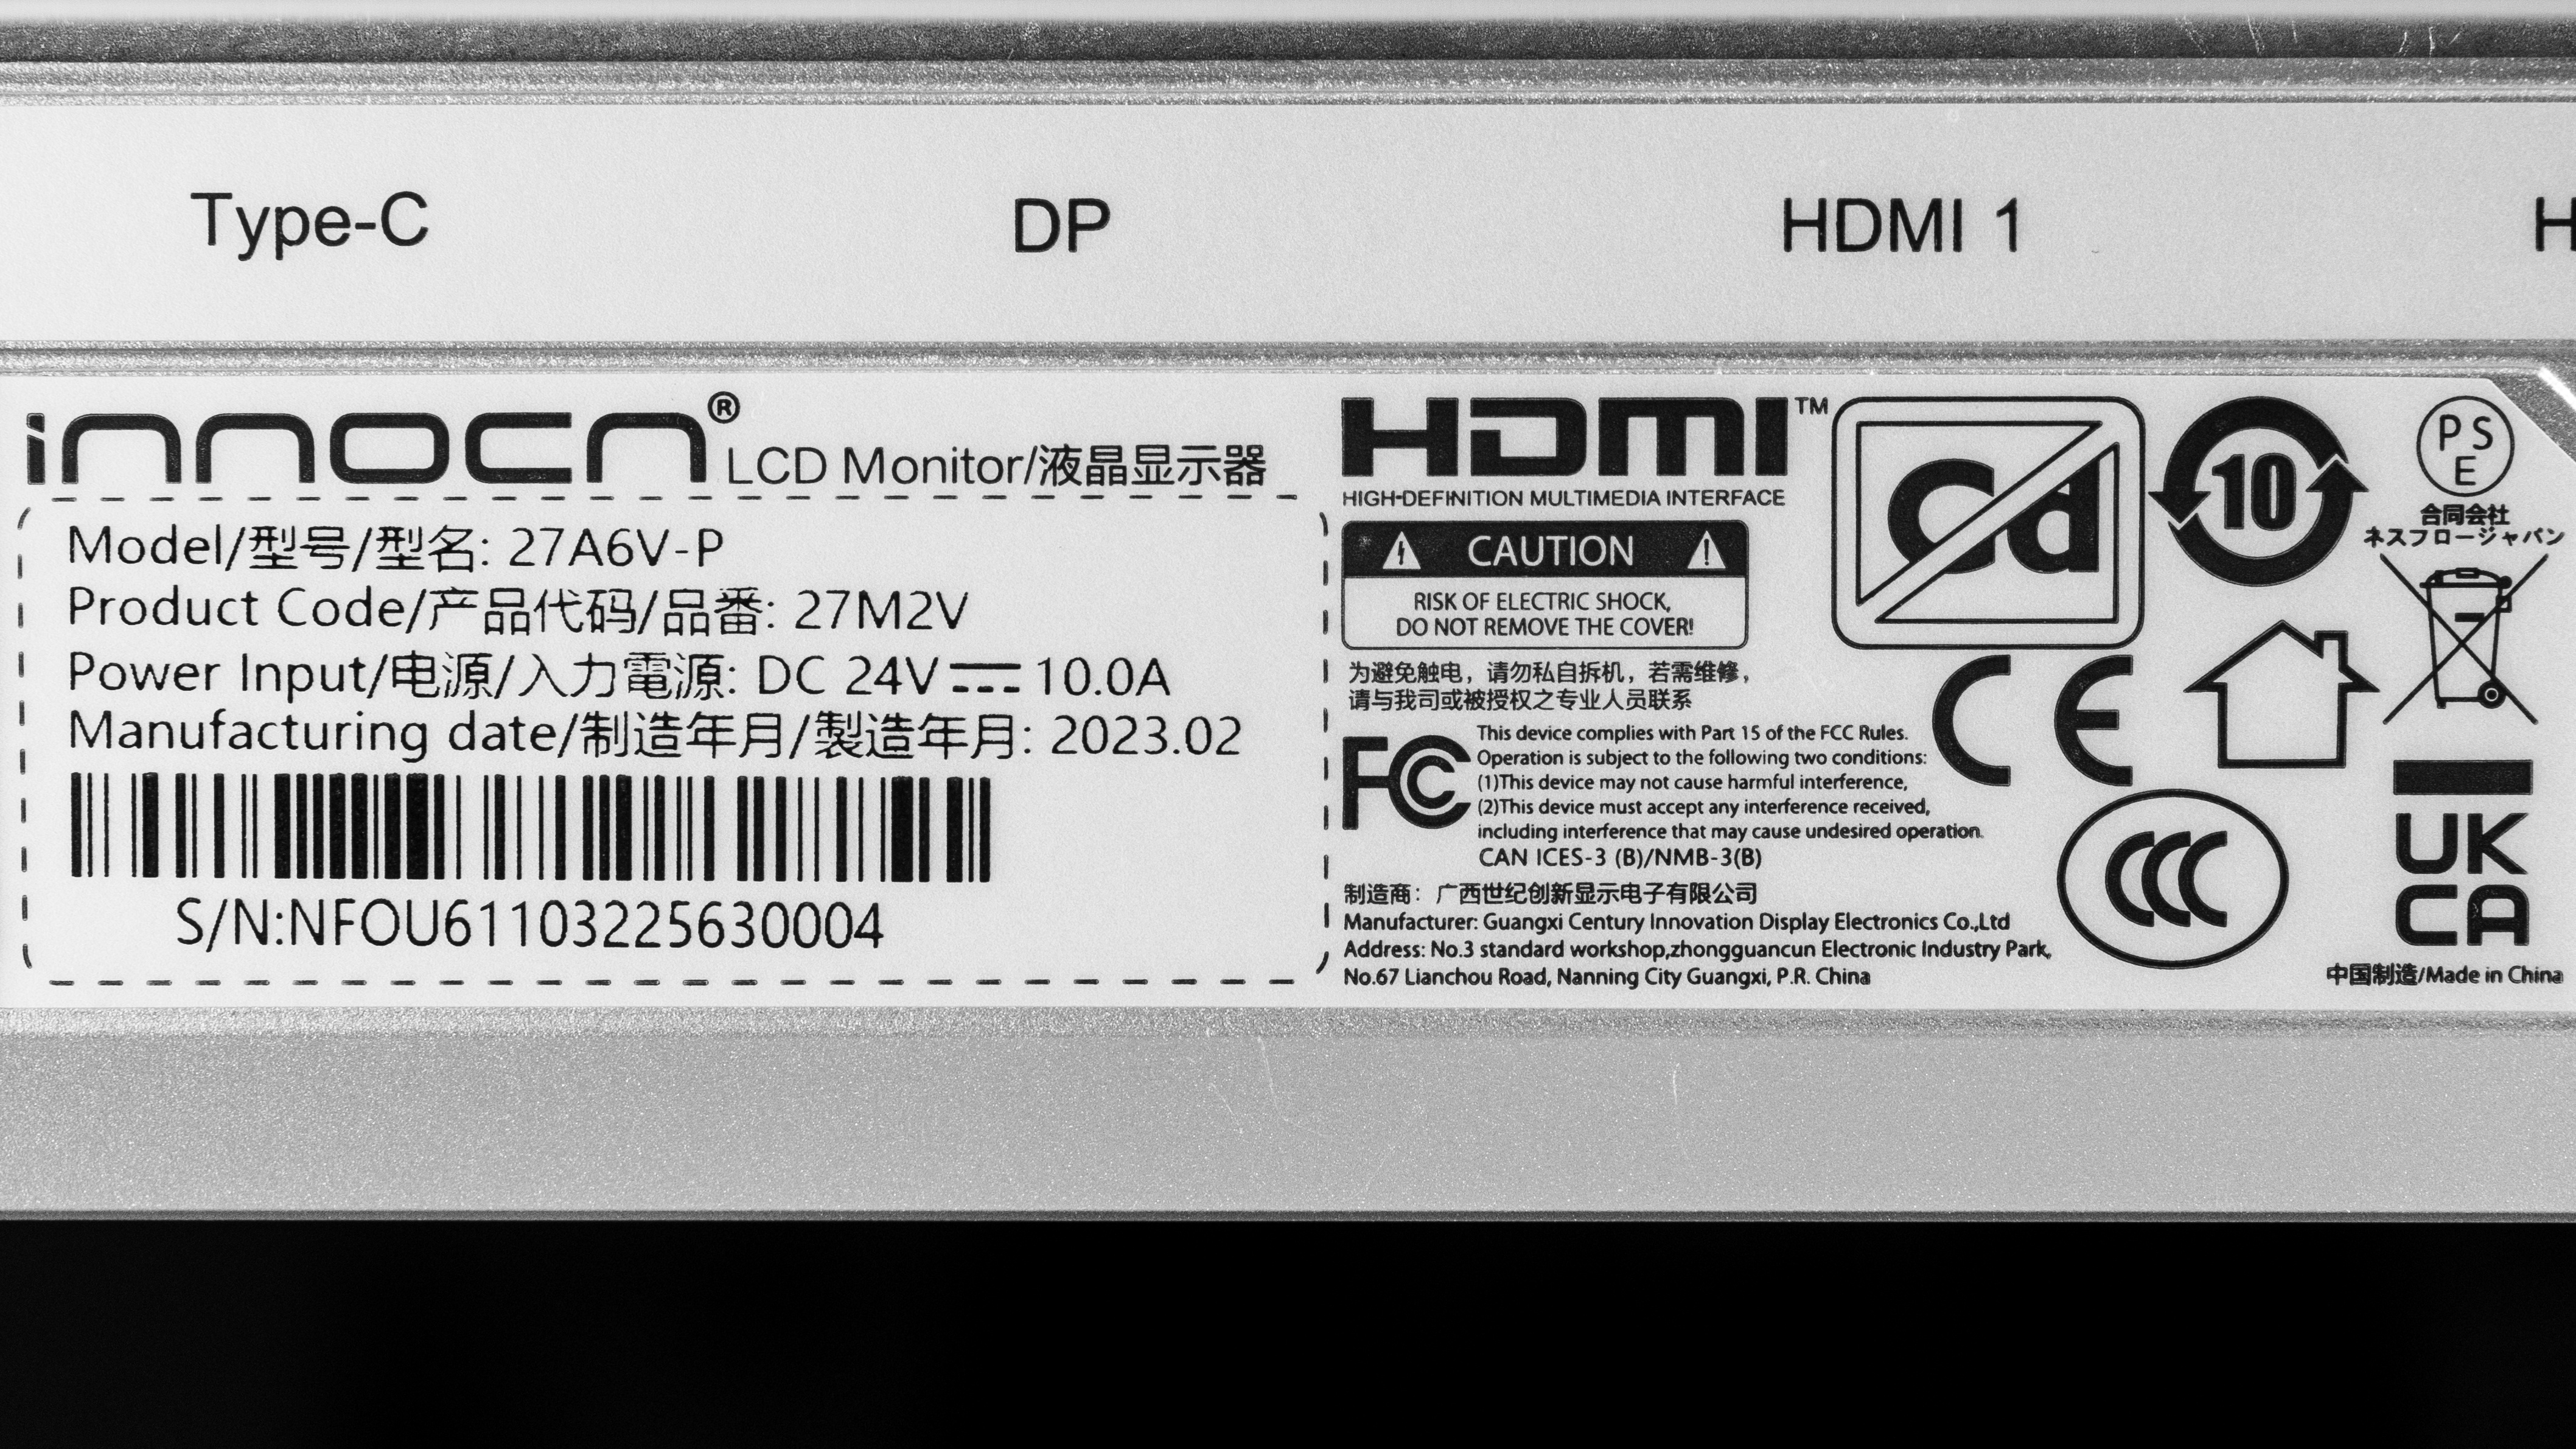 Type-C DP HDMI 1 H
innocn® LCD Monitor/液晶显示器
Model/型号/型名: 27A6V-P
Product Code/产品代码/品番: 27M2V
Power Input/电源/入力電源: DC 24V⎓10.0A
Manufacturing date/制造年月/製造年月: 2023.02
S/N:NFOU61103225630004
HDMI™
HIGH-DEFINITION MULTIMEDIA INTERFACE
CAUTION
RISK OF ELECTRIC SHOCK,
DO NOT REMOVE THE COVER!
为避免触电，请勿私自拆机，若需维修，
请与我司或被授权之专业人员联系
FC
This device complies with Part 15 of the FCC Rules.
Operation is subject to the following two conditions:
(1)This device may not cause harmful interference,
(2)This device must accept any interference received,
including interference that may cause undesired operation.
CAN ICES-3 (B)/NMB-3(B)
制造商：广西世纪创新显示电子有限公司
Manufacturer: Guangxi Century Innovation Display Electronics Co.,Ltd
Address: No.3 standard workshop,zhongguancun Electronic Industry Park,
No.67 Lianchou Road, Nanning City Guangxi, P.R. China
Cd
10
PS
E
合同会社
ネスフロージャパン
CE
CCC
UK
CA
中国制造/Made in China